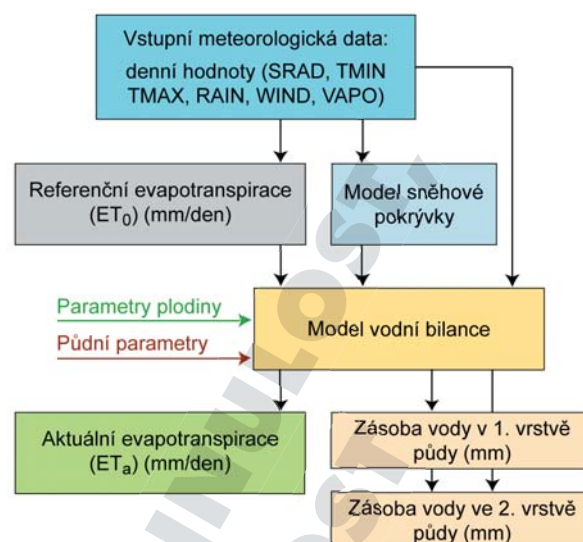 Vstupní meteorologická data:
denní hodnoty (SRAD, TMIN
TMAX, RAIN, WIND, VAPO)
Referenční evapotranspirace
(ET₀) (mm/den)
Model sněhové
pokrývky
Parametry plodiny
Model vodní bilance
Půdní parametry
Aktuální evapotranspirace
(ETₐ) (mm/den)
Zásoba vody v 1. vrstvě
půdy (mm)
Zásoba vody ve 2. vrstvě
půdy (mm)